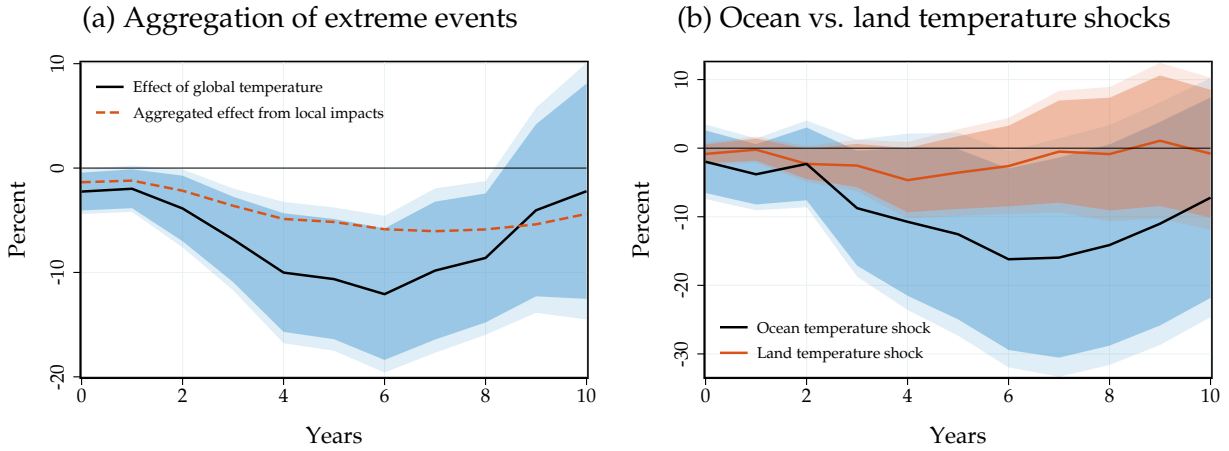 (a) Aggregation of extreme events
10
0
-10
-20
Percent
Effect of global temperature
Aggregated effect from local impacts
0 2 4 6 8 10
Years
(b) Ocean vs. land temperature shocks
10
0
-10
-20
-30
Percent
Ocean temperature shock
Land temperature shock
0 2 4 6 8 10
Years